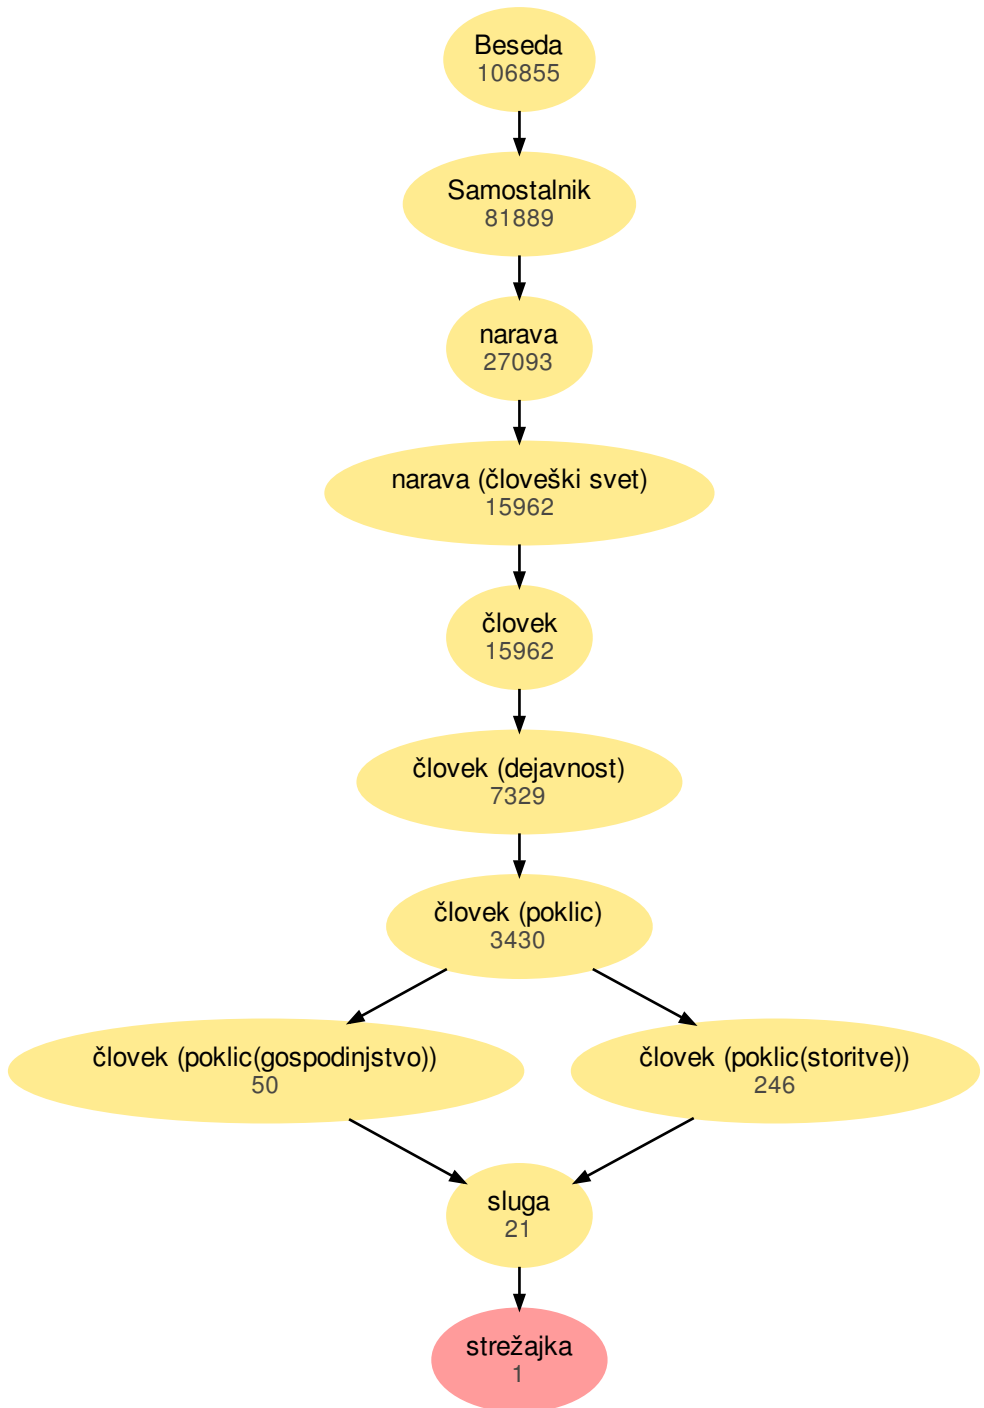 Beseda
106855
Samostalnik
81889
narava
27093
narava (človeški svet)
15962
človek
15962
človek (dejavnost)
7329
človek (poklic)
3430
človek (poklic(gospodinjstvo))
50
človek (poklic(storitve))
246
sluga
21
strežajka
1